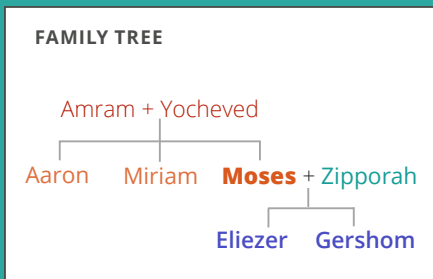 FAMILY TREE
Amram + Yocheved
Aaron Miriam Moses + Zipporah
Eliezer Gershom